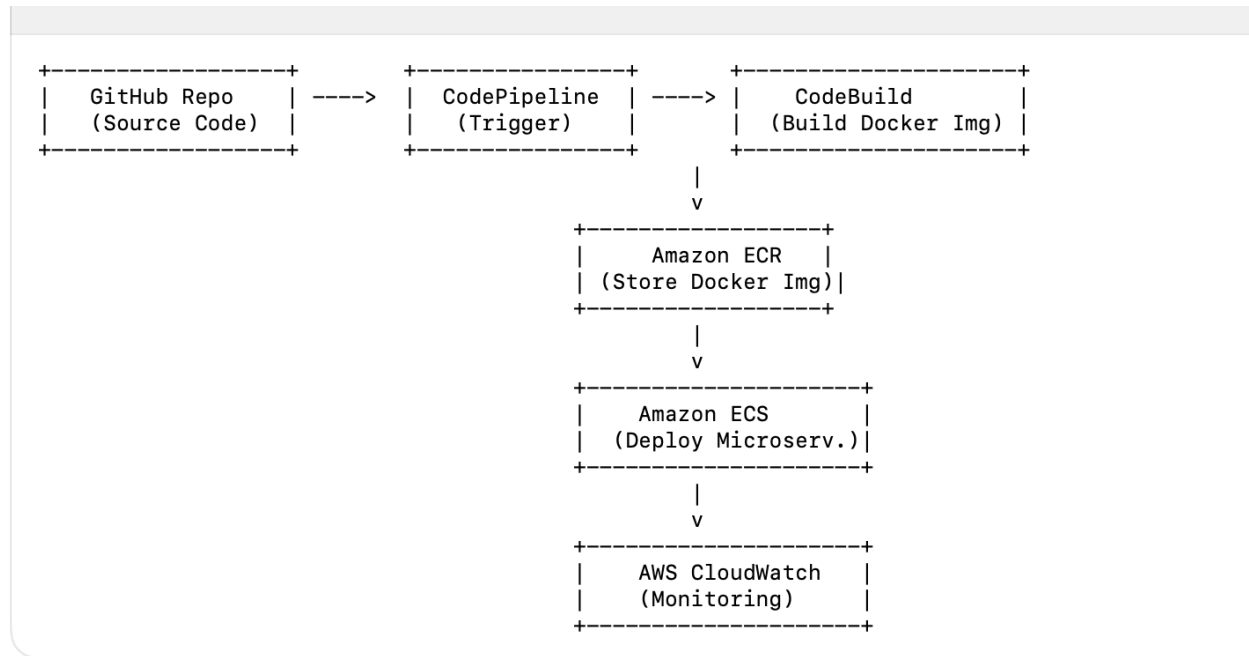 +------------------+ +----------------+ +----------------------+
| GitHub Repo | ----> | CodePipeline | ----> | CodeBuild |
| (Source Code) | | (Trigger) | | (Build Docker Img) |
+------------------+ +----------------+ +----------------------+
|
v
+------------------+
| Amazon ECR |
| (Store Docker Img)|
+------------------+
|
v
+---------------------+
| Amazon ECS |
| (Deploy Microserv.)|
+---------------------+
|
v
+---------------------+
| AWS CloudWatch |
| (Monitoring) |
+---------------------+